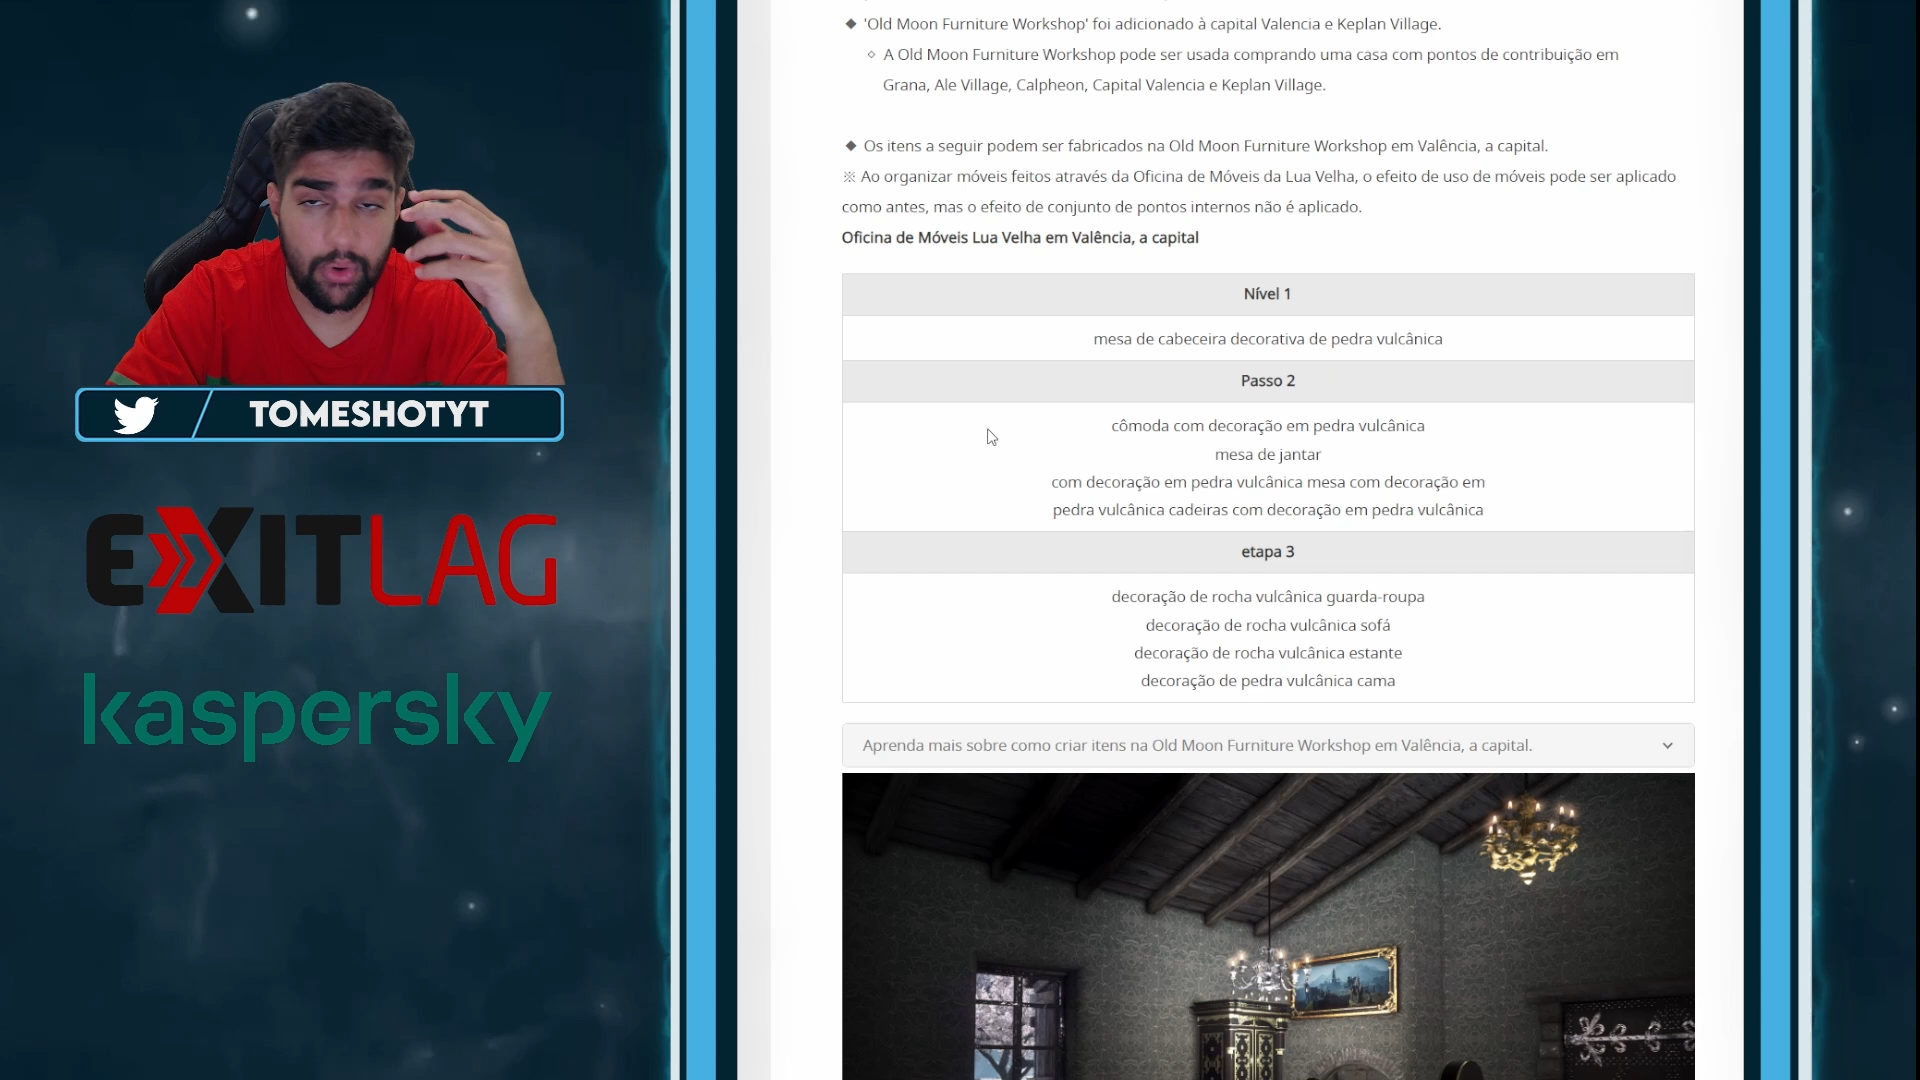 ◆ 'Old Moon Furniture Workshop' foi adicionado à capital Valencia e Keplan Village.
◇ A Old Moon Furniture Workshop pode ser usada comprando uma casa com pontos de contribuição em
Grana, Ale Village, Calpheon, Capital Valencia e Keplan Village.
◆ Os itens a seguir podem ser fabricados na Old Moon Furniture Workshop em Valência, a capital.
※ Ao organizar móveis feitos através da Oficina de Móveis da Lua Velha, o efeito de uso de móveis pode ser aplicado
como antes, mas o efeito de conjunto de pontos internos não é aplicado.
Oficina de Móveis Lua Velha em Valência, a capital
Nível 1
mesa de cabeceira decorativa de pedra vulcânica
Passo 2
cômoda com decoração em pedra vulcânica
mesa de jantar
com decoração em pedra vulcânica mesa com decoração em
pedra vulcânica cadeiras com decoração em pedra vulcânica
etapa 3
decoração de rocha vulcânica guarda-roupa
decoração de rocha vulcânica sofá
decoração de rocha vulcânica estante
decoração de pedra vulcânica cama
Aprenda mais sobre como criar itens na Old Moon Furniture Workshop em Valência, a capital.
TOMESHOTYT
EXITLAG
kaspersky